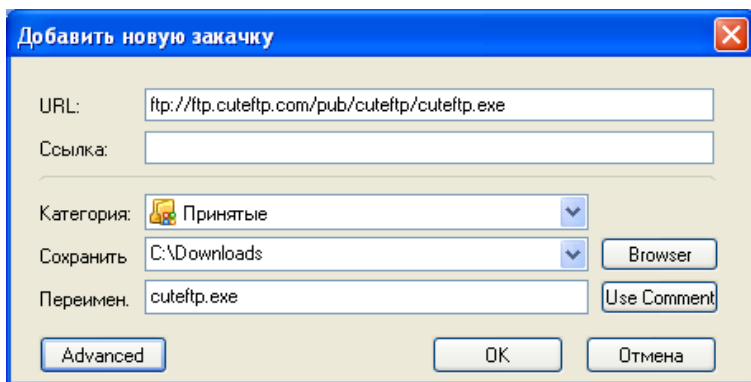 Добавить новую закачку
URL: ftp://ftp.cuteftp.com/pub/cuteftp/cuteftp.exe
Ссылка:
Категория: Принятые
Сохранить C:\Downloads Browser
Переимен. cuteftp.exe Use Comment
Advanced OK Отмена